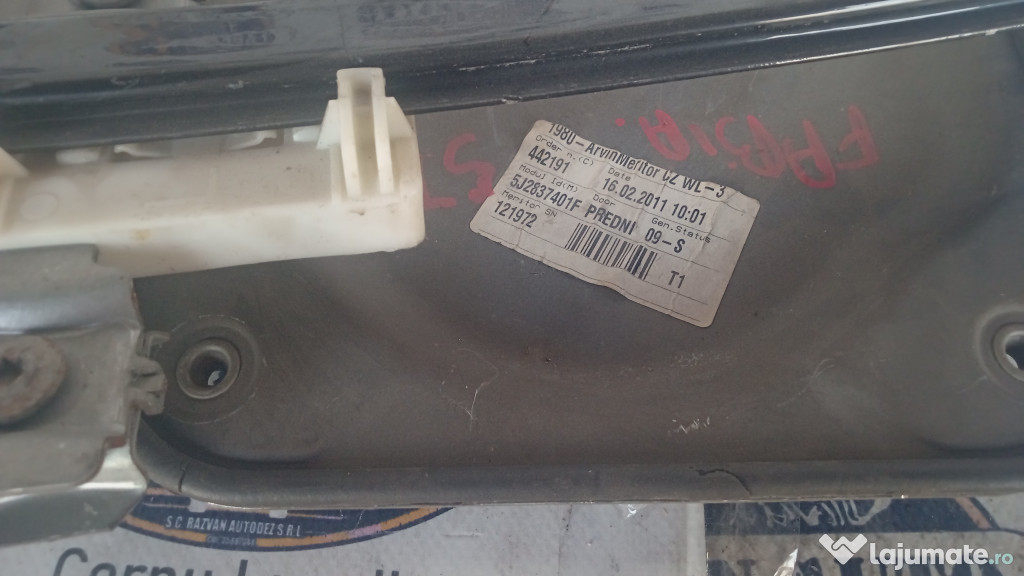 FABIA.
ST
1980-ArvinMeritor CZ WL-3
Order N.(C) Date
442191 16.02.2011 10:01
Modul Id(M) Door Gen.Status
5J2837401F PREDNI 09-S
Meritor SN
121972
T1
S.C. RAZVAN AUTODEZ S.R.L
lajumate.ro